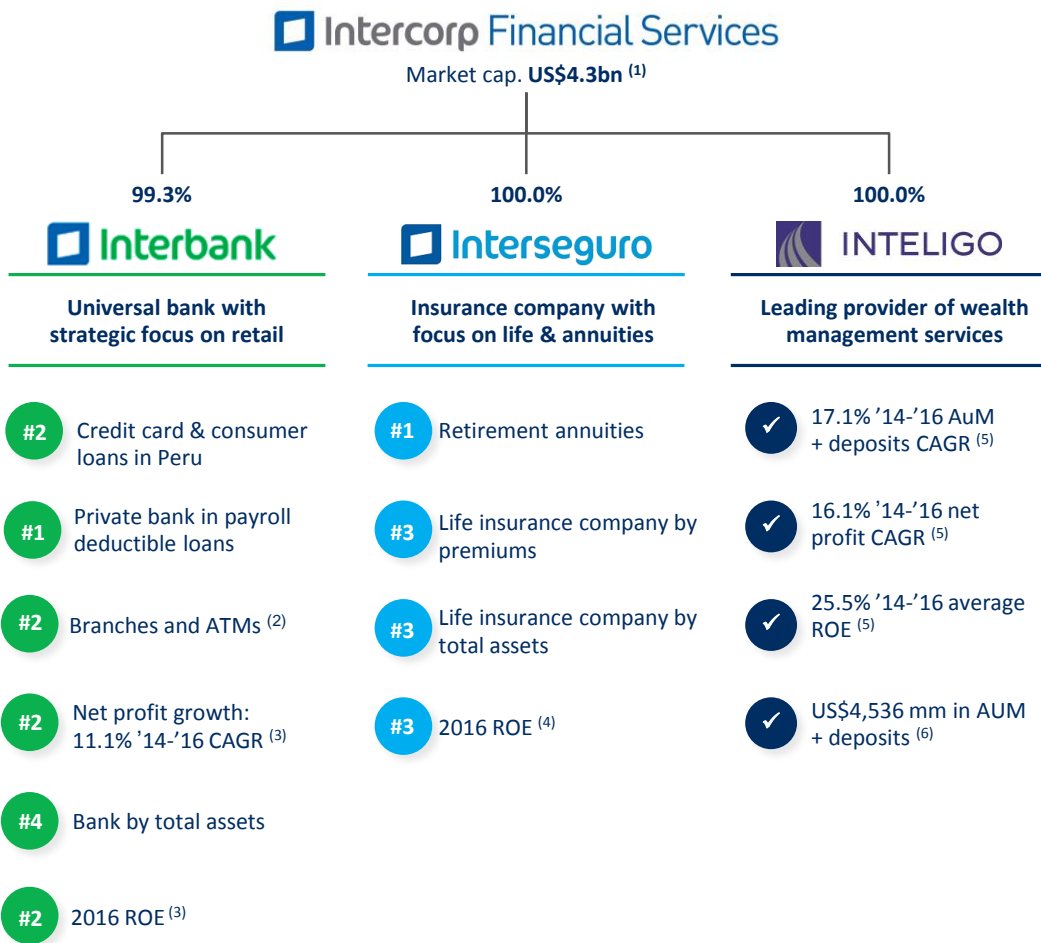 Intercorp Financial Services
Market cap. US$4.3bn (1)
99.3%
Interbank
Universal bank with
strategic focus on retail
#2 Credit card & consumer
loans in Peru
#1 Private bank in payroll
deductible loans
#2 Branches and ATMs (2)
#2 Net profit growth:
11.1% ’14-’16 CAGR (3)
#4 Bank by total assets
#2 2016 ROE (3)
100.0%
Interseguro
Insurance company with
focus on life & annuities
#1 Retirement annuities
#3 Life insurance company by
premiums
#3 Life insurance company by
total assets
#3 2016 ROE (4)
100.0%
INTELIGO
Leading provider of wealth
management services
17.1% ’14-’16 AuM
+ deposits CAGR (5)
16.1% ’14-’16 net
profit CAGR (5)
25.5% ’14-’16 average
ROE (5)
US$4,536 mm in AUM
+ deposits (6)